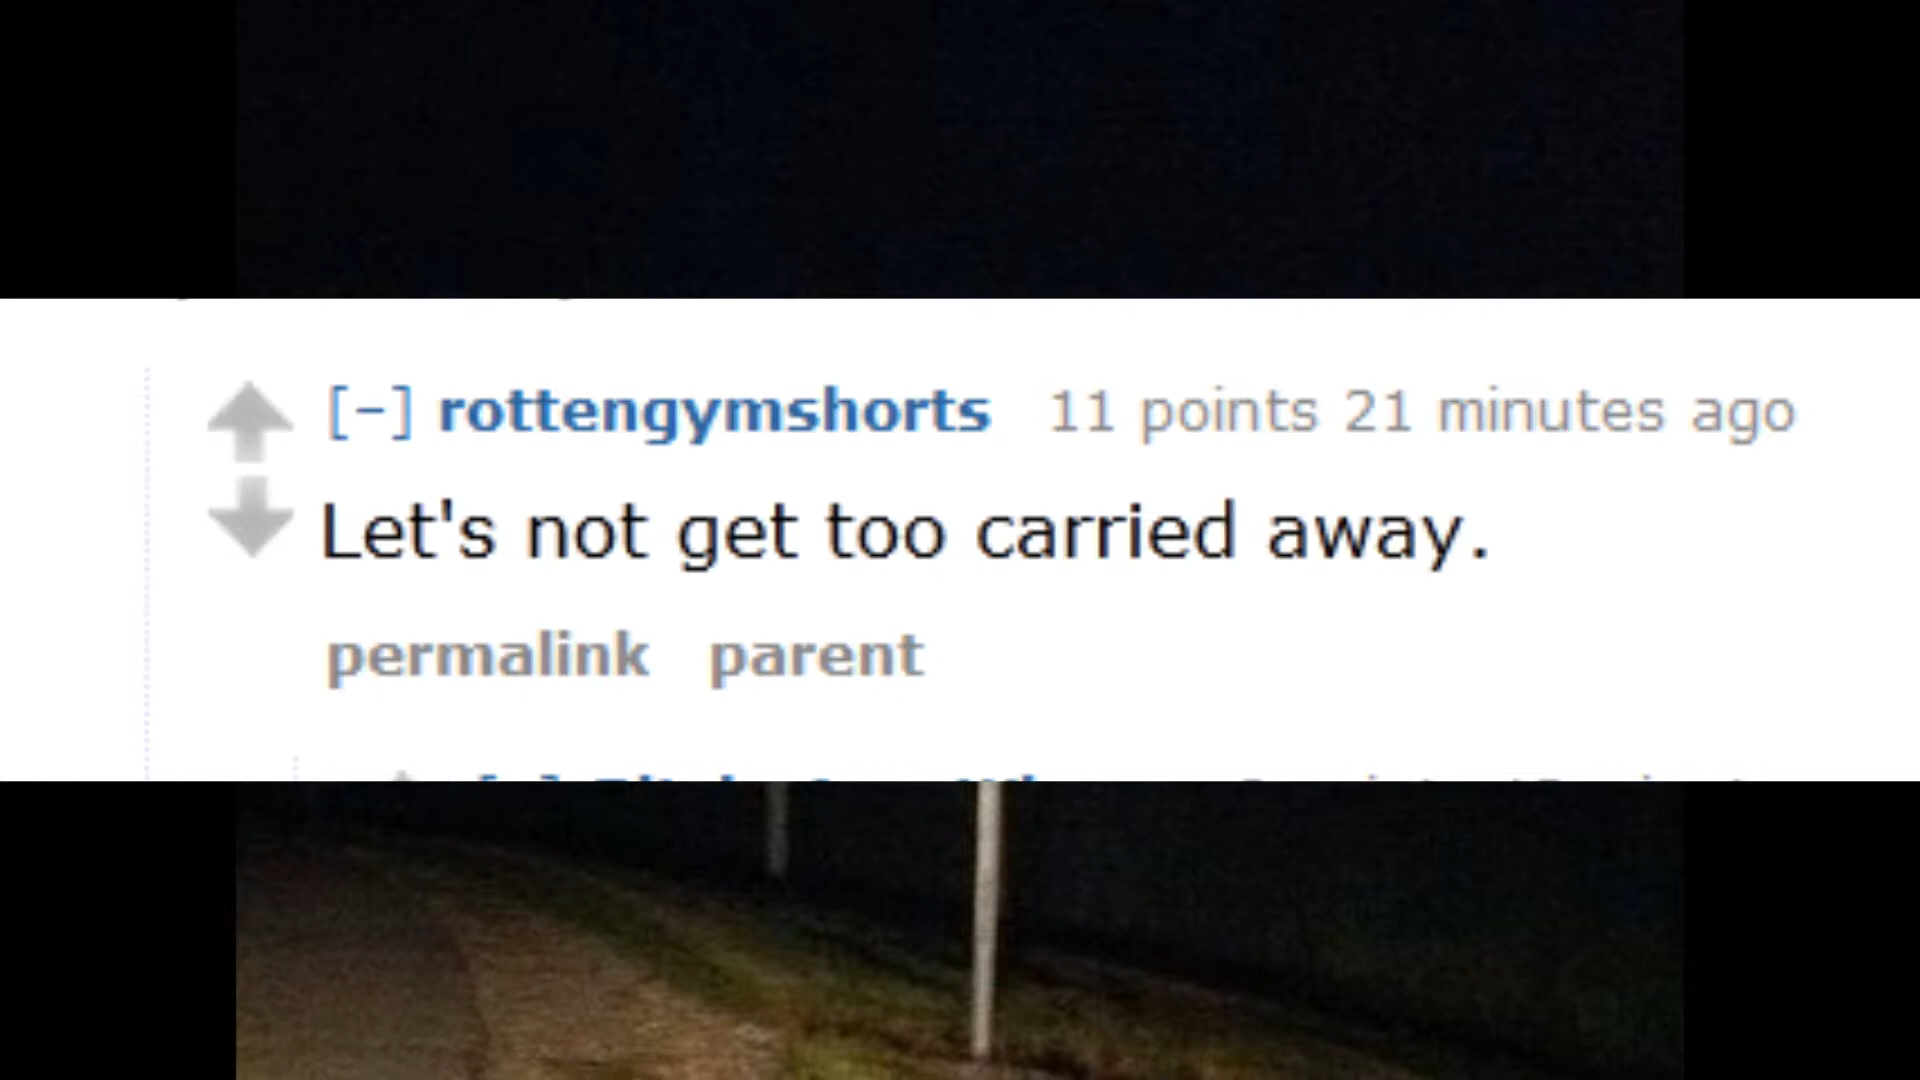 [–] rottengymshorts 11 points 21 minutes ago
Let's not get too carried away.
permalink parent